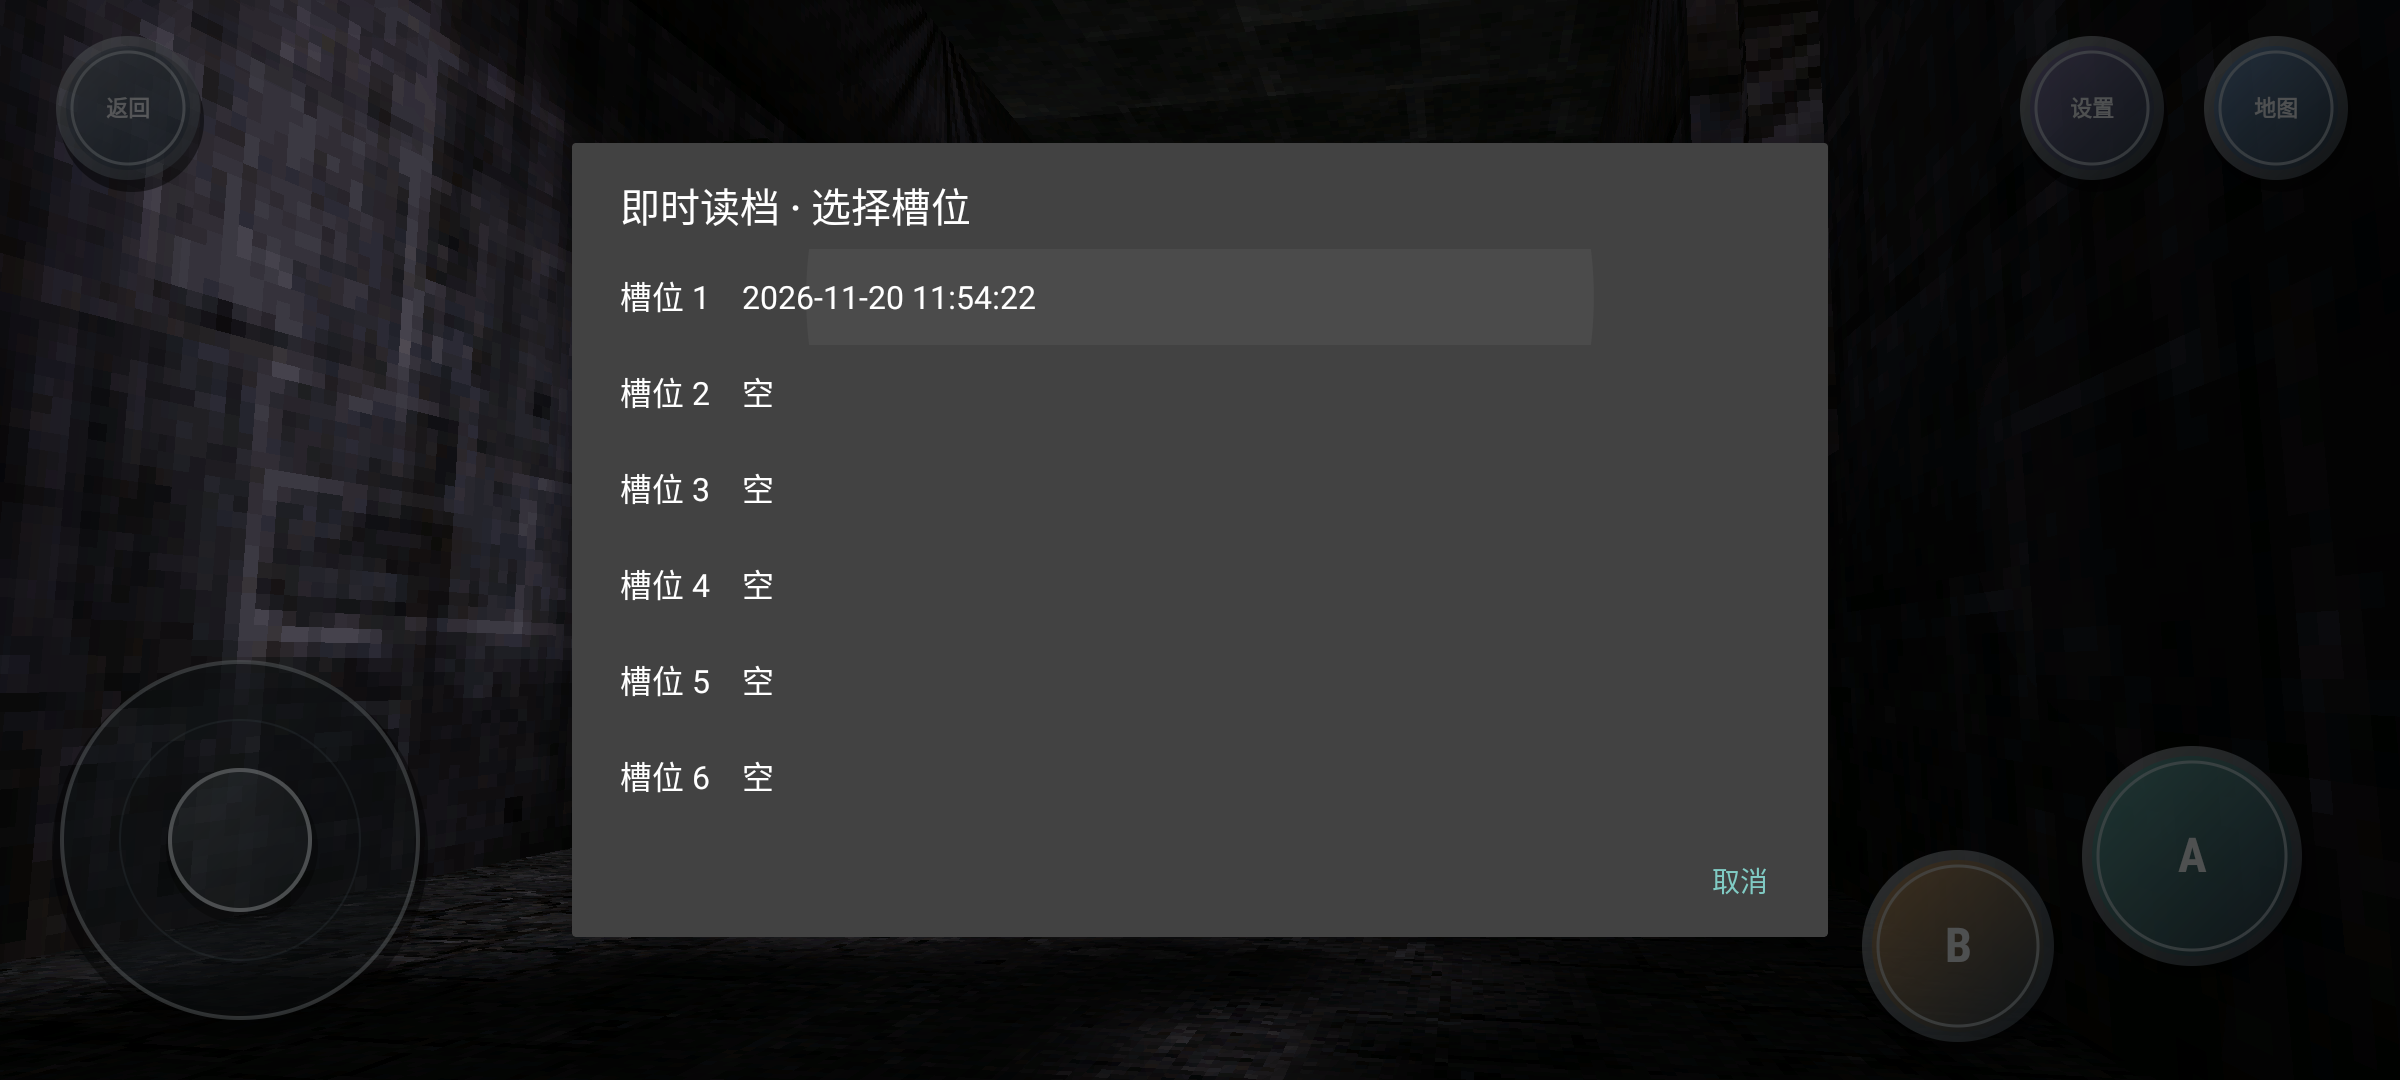 返回
设置
地图
即时读档 · 选择槽位
槽位 1 2026-11-20 11:54:22
槽位 2 空
槽位 3 空
槽位 4 空
槽位 5 空
槽位 6 空
取消
A
B